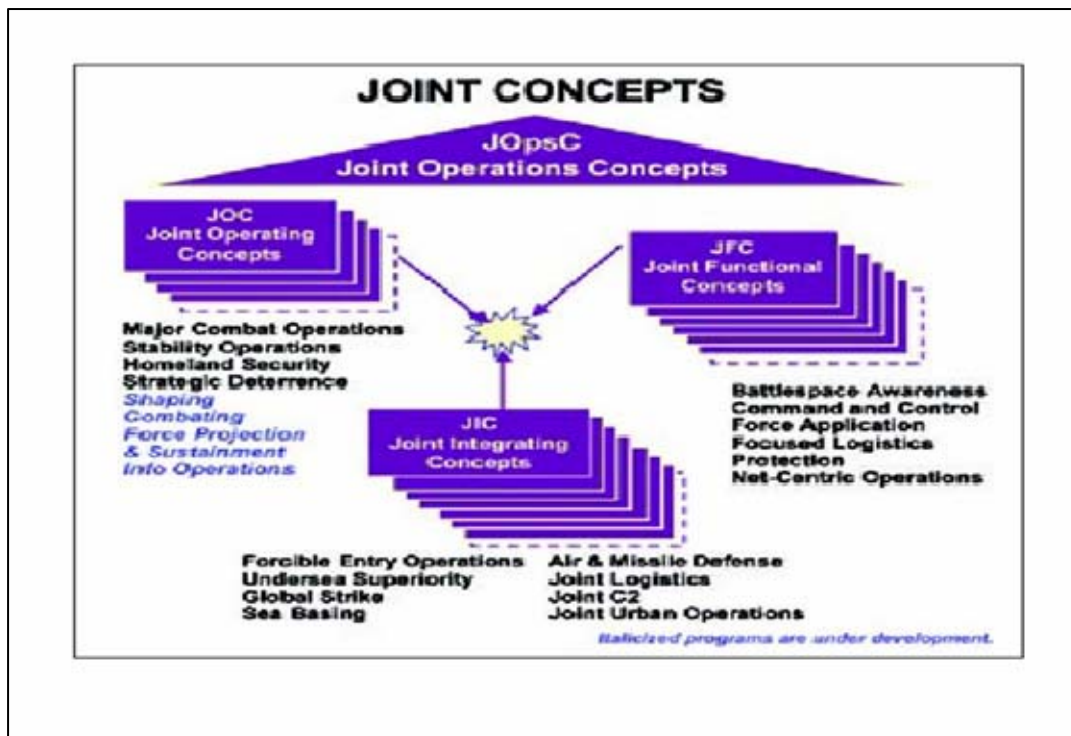 JOINT CONCEPTS
JOpsC
Joint Operations Concepts
JOC
Joint Operating
Concepts
Major Combat Operations
Stability Operations
Homeland Security
Strategic Deterrence
Shaping
Combating
Force Projection
& Sustainment
Info Operations
JFC
Joint Functional
Concepts
Battlespace Awareness
Command and Control
Force Application
Focused Logistics
Protection
Net-Centric Operations
JIC
Joint Integrating
Concepts
Forcible Entry Operations
Undersea Superiority
Global Strike
Sea Basing
Air & Missile Defense
Joint Logistics
Joint C2
Joint Urban Operations
Italicized programs are under development.